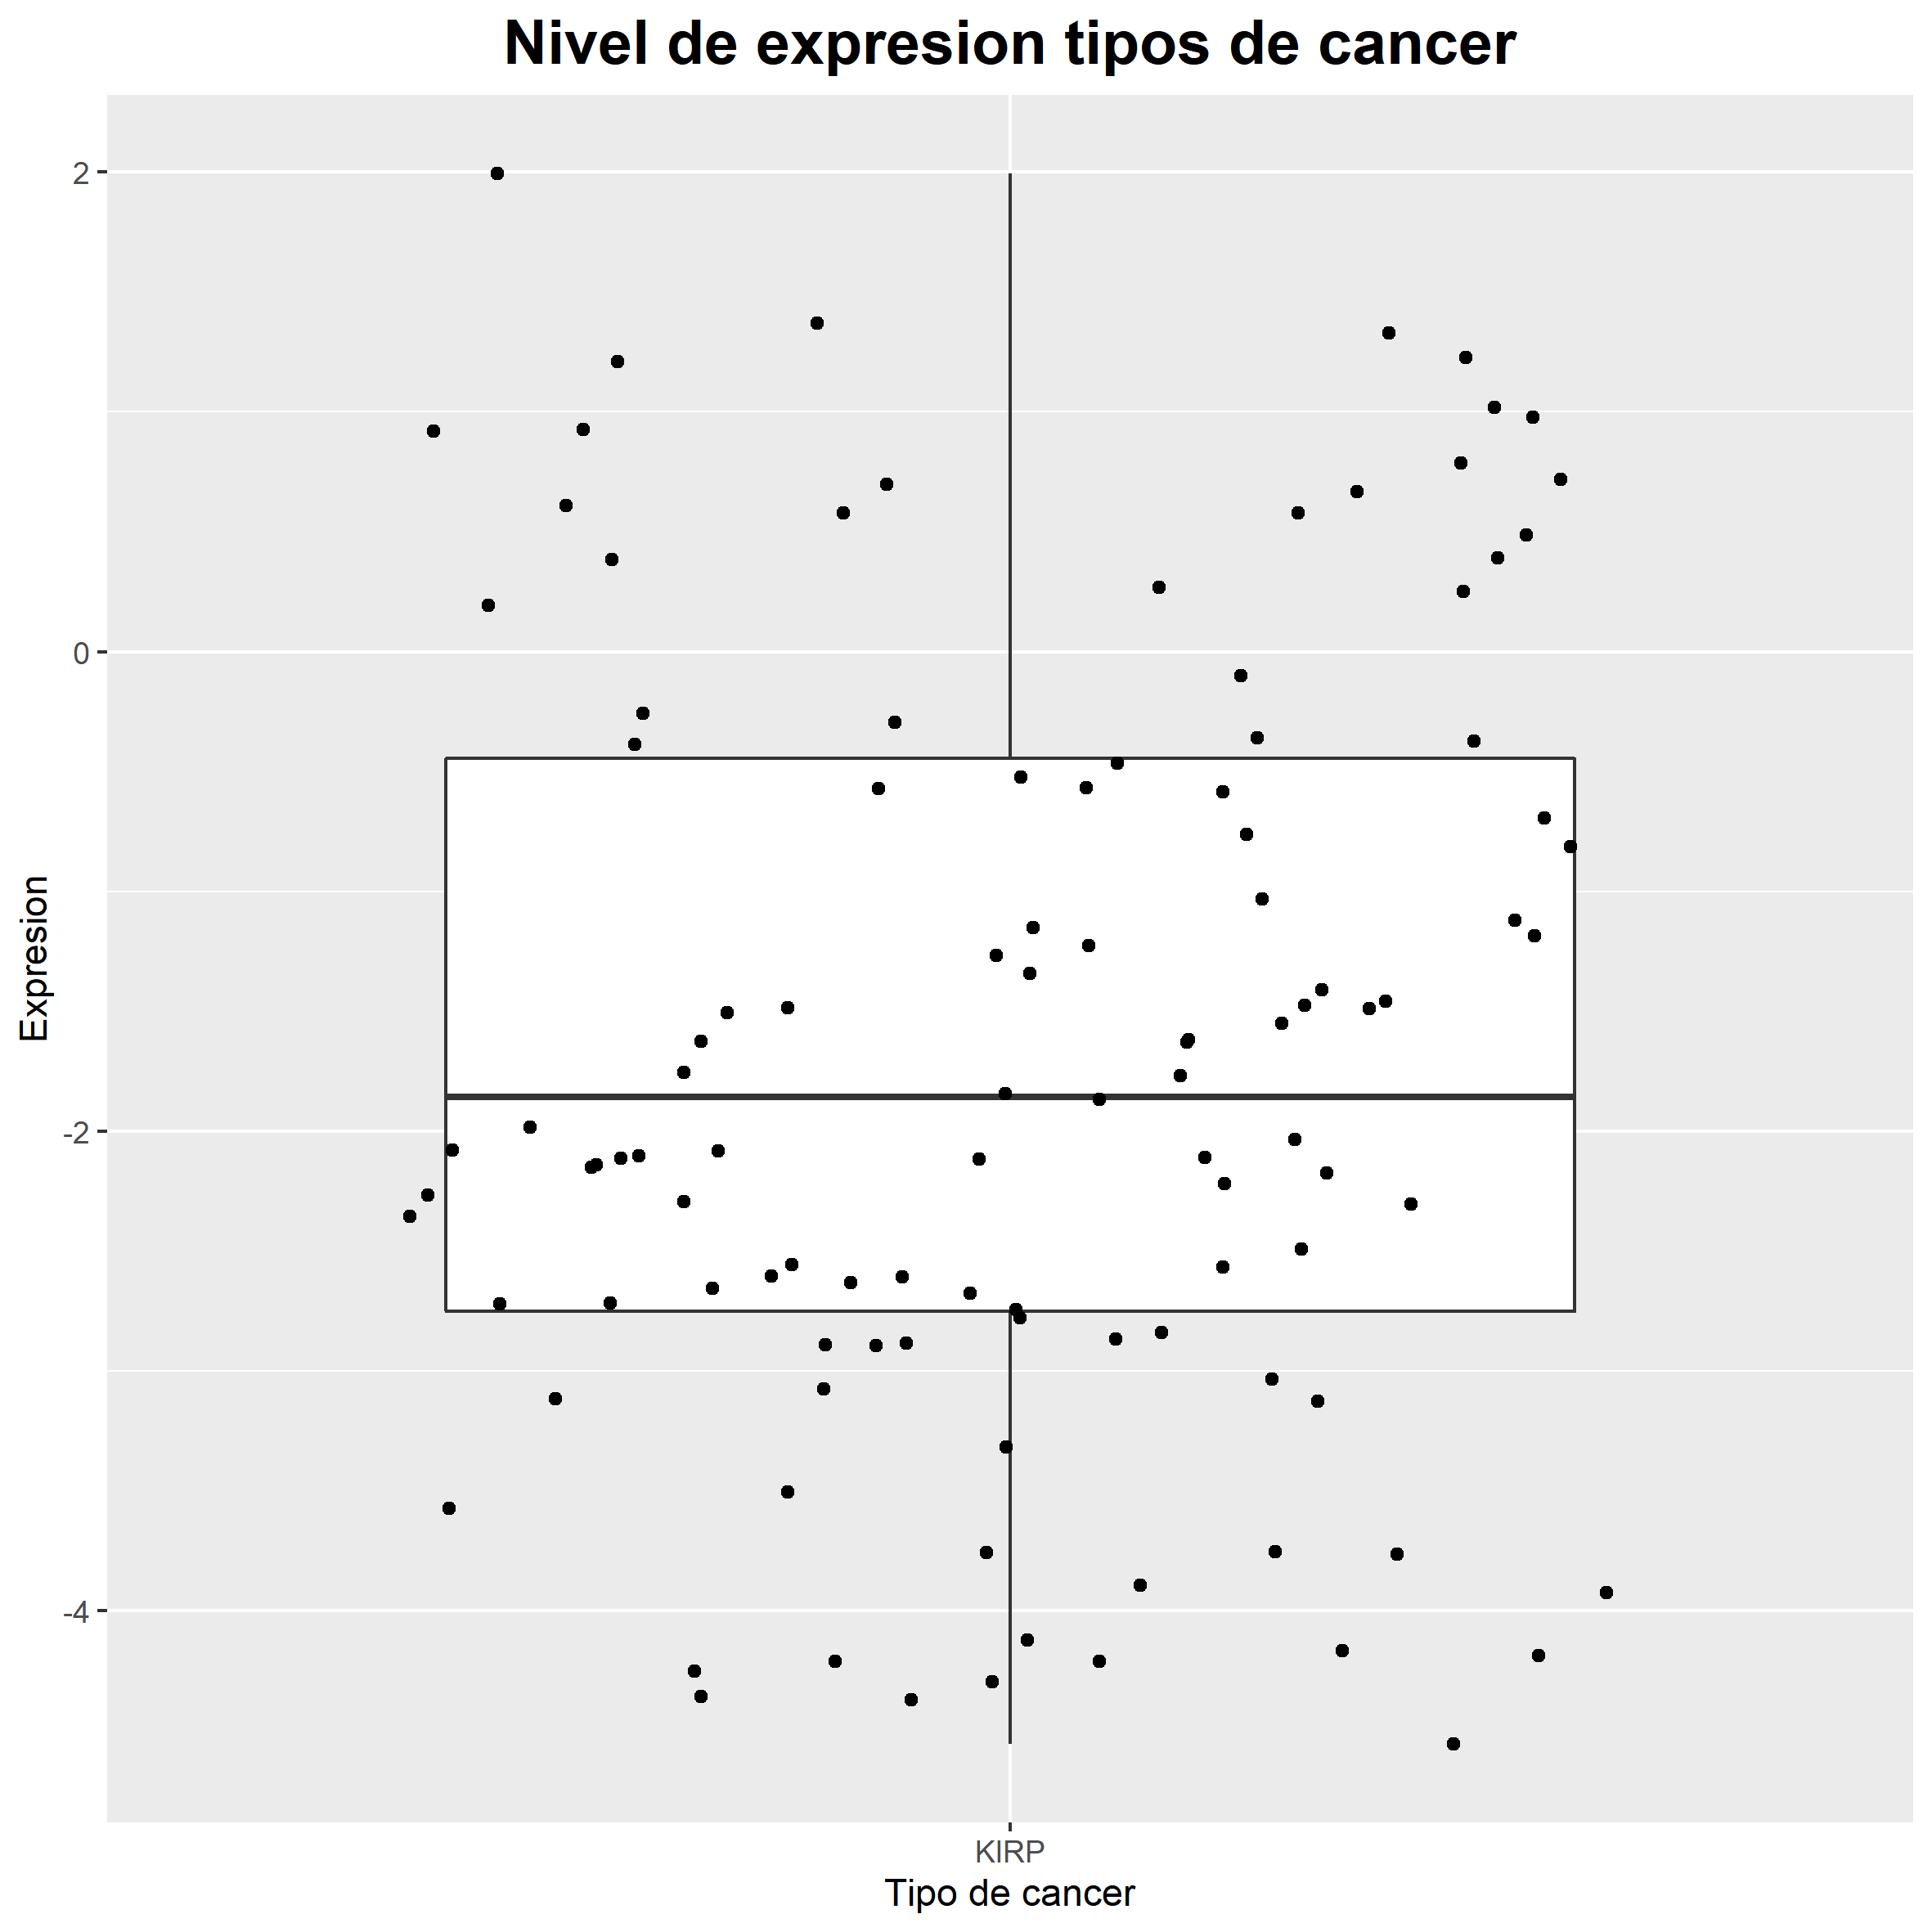 Nivel de expresion tipos de cancer
2
0
-2
-4
Expresion
KIRP
Tipo de cancer